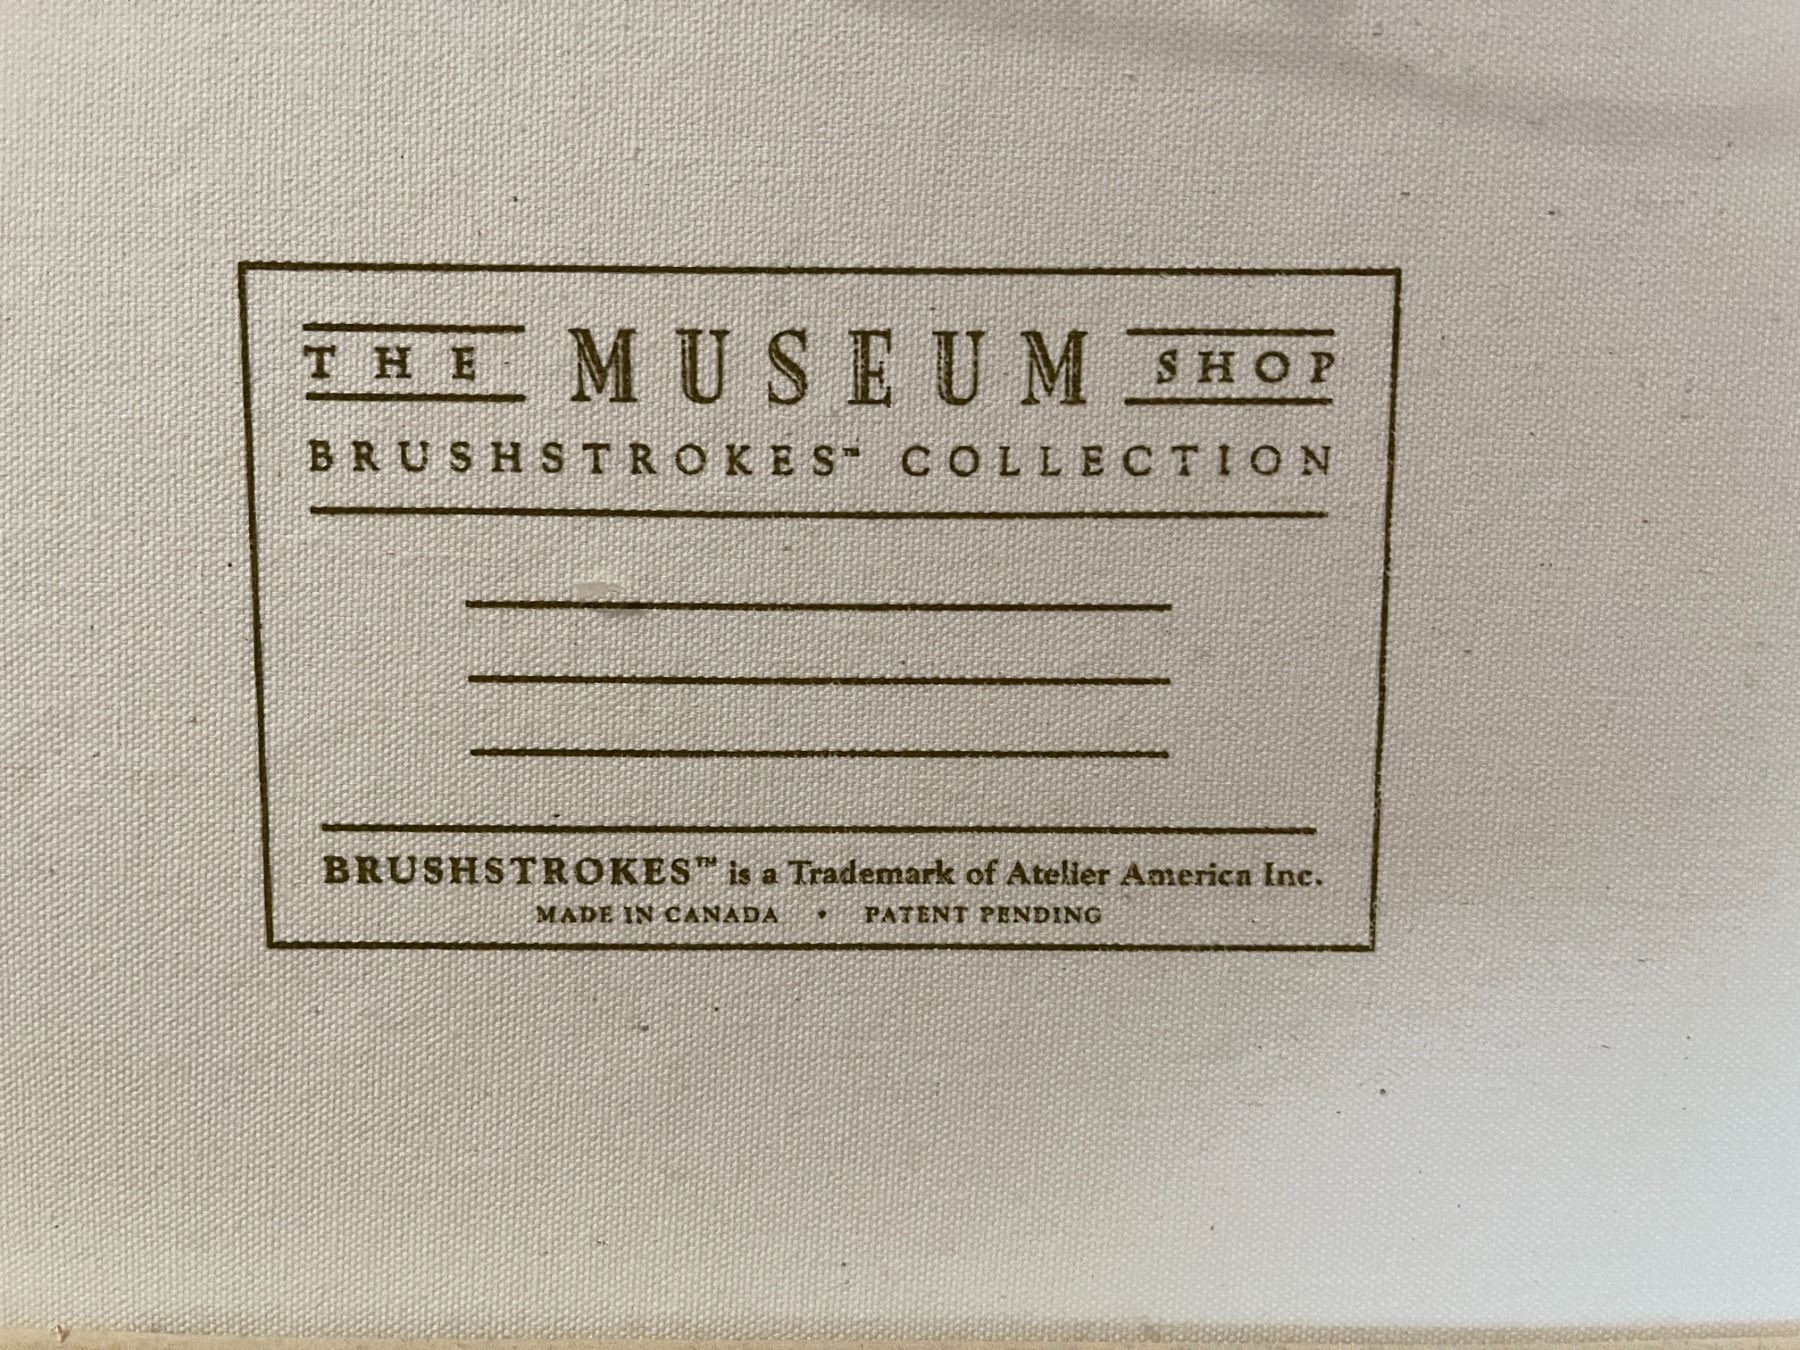 THE MUSEUM SHOP
BRUSHSTROKES™ COLLECTION
BRUSHSTROKES™ is a Trademark of Atelier America Inc.
MADE IN CANADA • PATENT PENDING